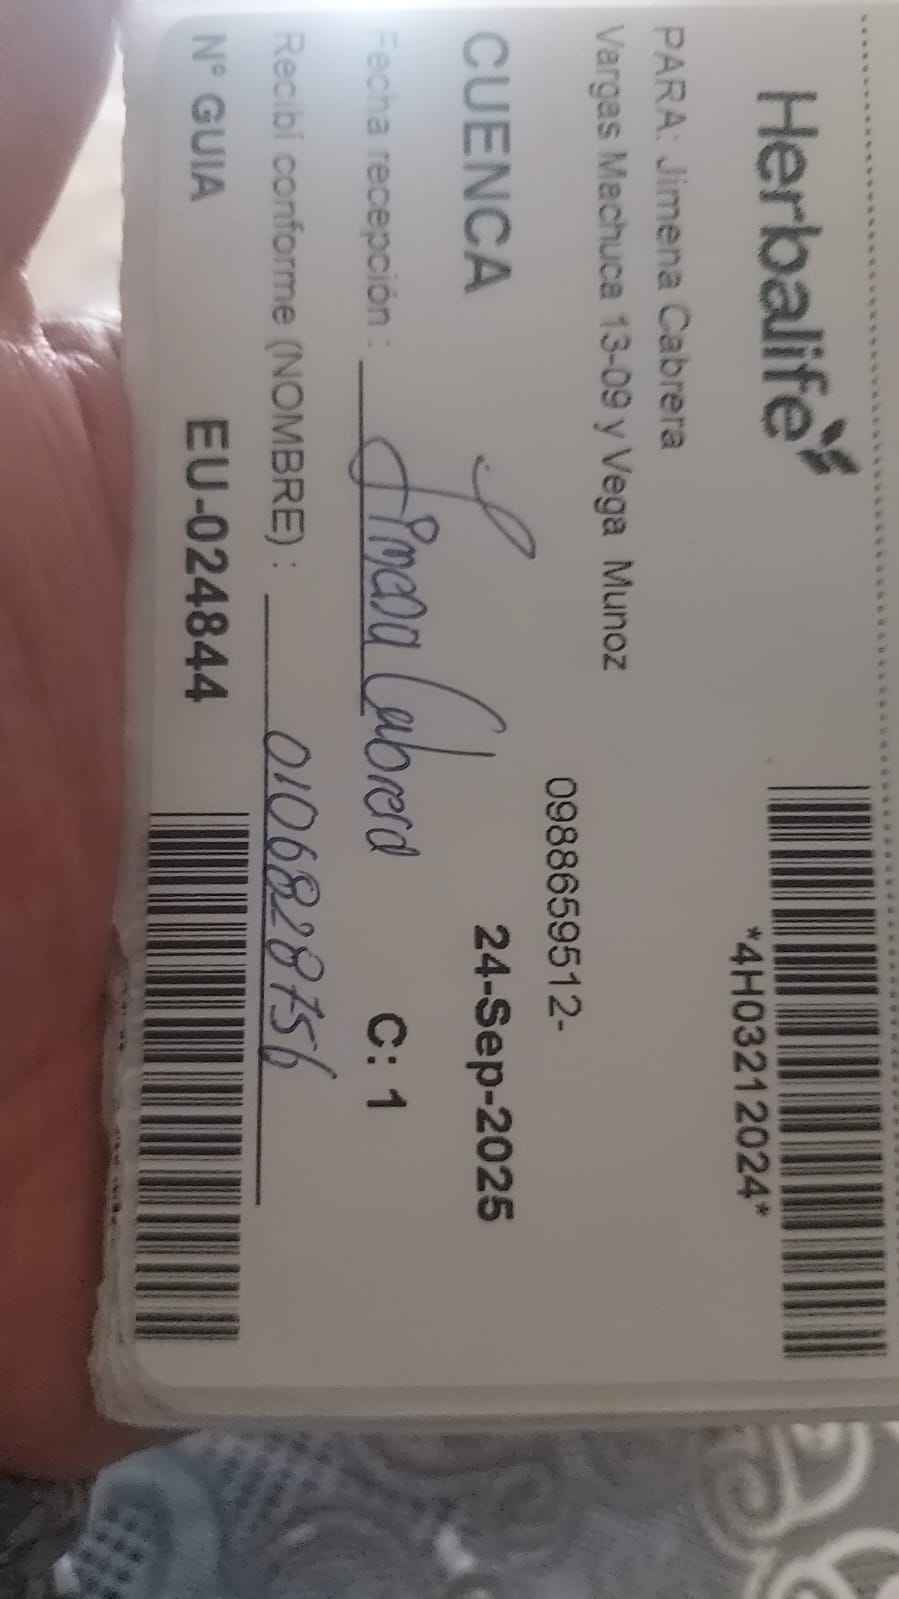 Herbalife
*4H03212024*
PARA: Jimena Cabrera
Vargas Machuca 13-09 y Vega Munoz
0988659512-
CUENCA
24-Sep-2025
Fecha recepción :
Jimena Cabrera
C: 1
Recibí conforme (NOMBRE) :
0106828756
N° GUIA
EU-024844